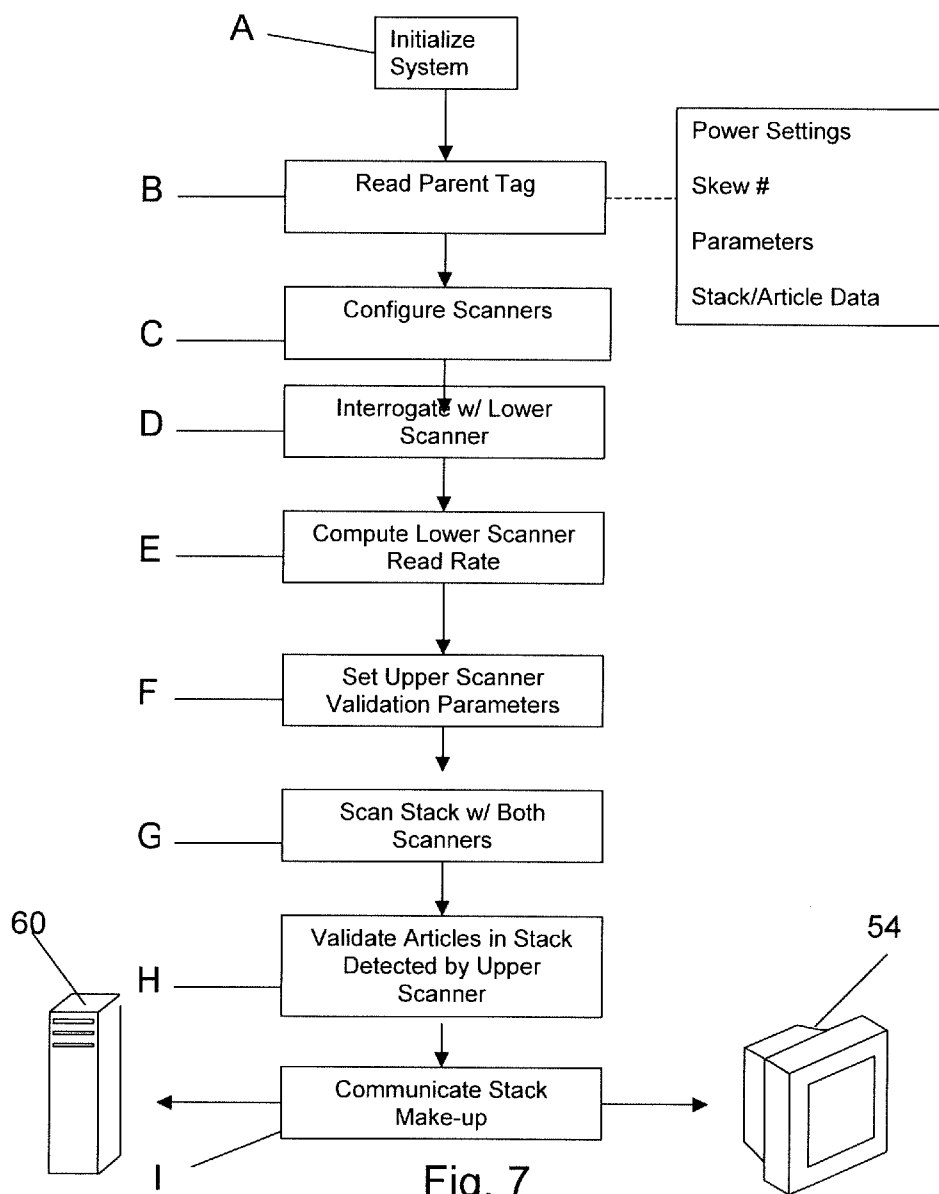 A
Initialize
System
B
Read Parent Tag
Power Settings
Skew #
Parameters
Stack/Article Data
C
Configure Scanners
D
Interrogate w/ Lower
Scanner
E
Compute Lower Scanner
Read Rate
F
Set Upper Scanner
Validation Parameters
G
Scan Stack w/ Both
Scanners
60
54
H
Validate Articles in Stack
Detected by Upper
Scanner
Communicate Stack
Make-up
I
Fig. 7